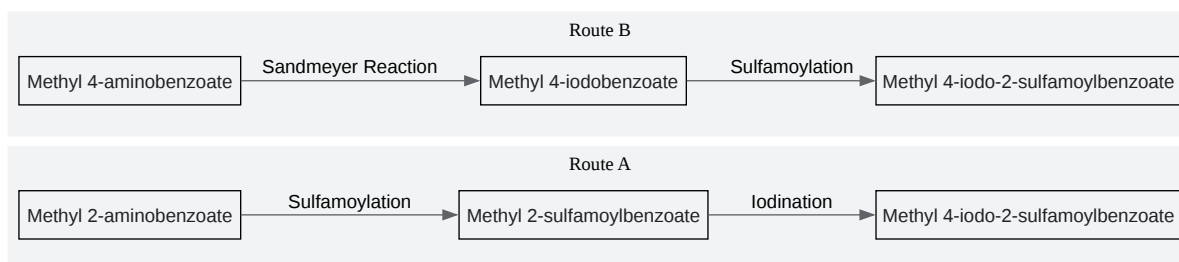 Route B
Methyl 4-aminobenzoate Sandmeyer Reaction Methyl 4-iodobenzoate Sulfamoylation Methyl 4-iodo-2-sulfamoylbenzoate
Route A
Methyl 2-aminobenzoate Sulfamoylation Methyl 2-sulfamoylbenzoate Iodination Methyl 4-iodo-2-sulfamoylbenzoate